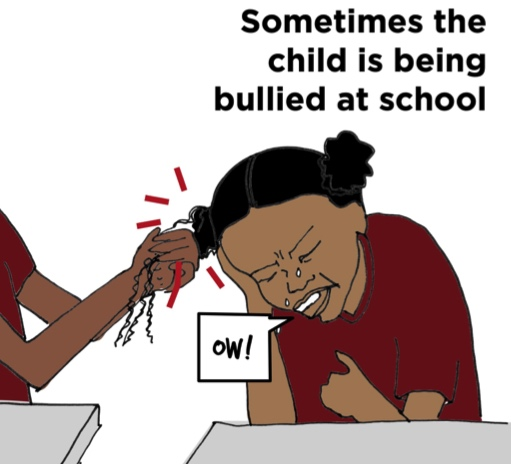 Sometimes the
child is being
bullied at school
OW!